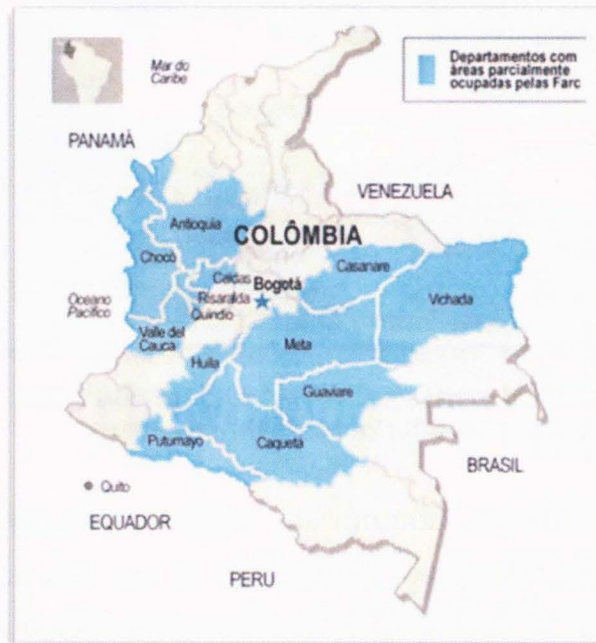 Mar do
Caribe
Departamentos com
áreas parcialmente
ocupadas pelas Farc
PANAMÁ
VENEZUELA
Antioquia
COLÔMBIA
Chocó
Casanare
Caldas
Bogotá
Risaralda
Vichada
Oceano
Pacífico
Quindio
Valle del
Cauca
Meta
Huila
Guaviare
Putumayo
Caquetá
BRASIL
Quito
EQUADOR
PERU